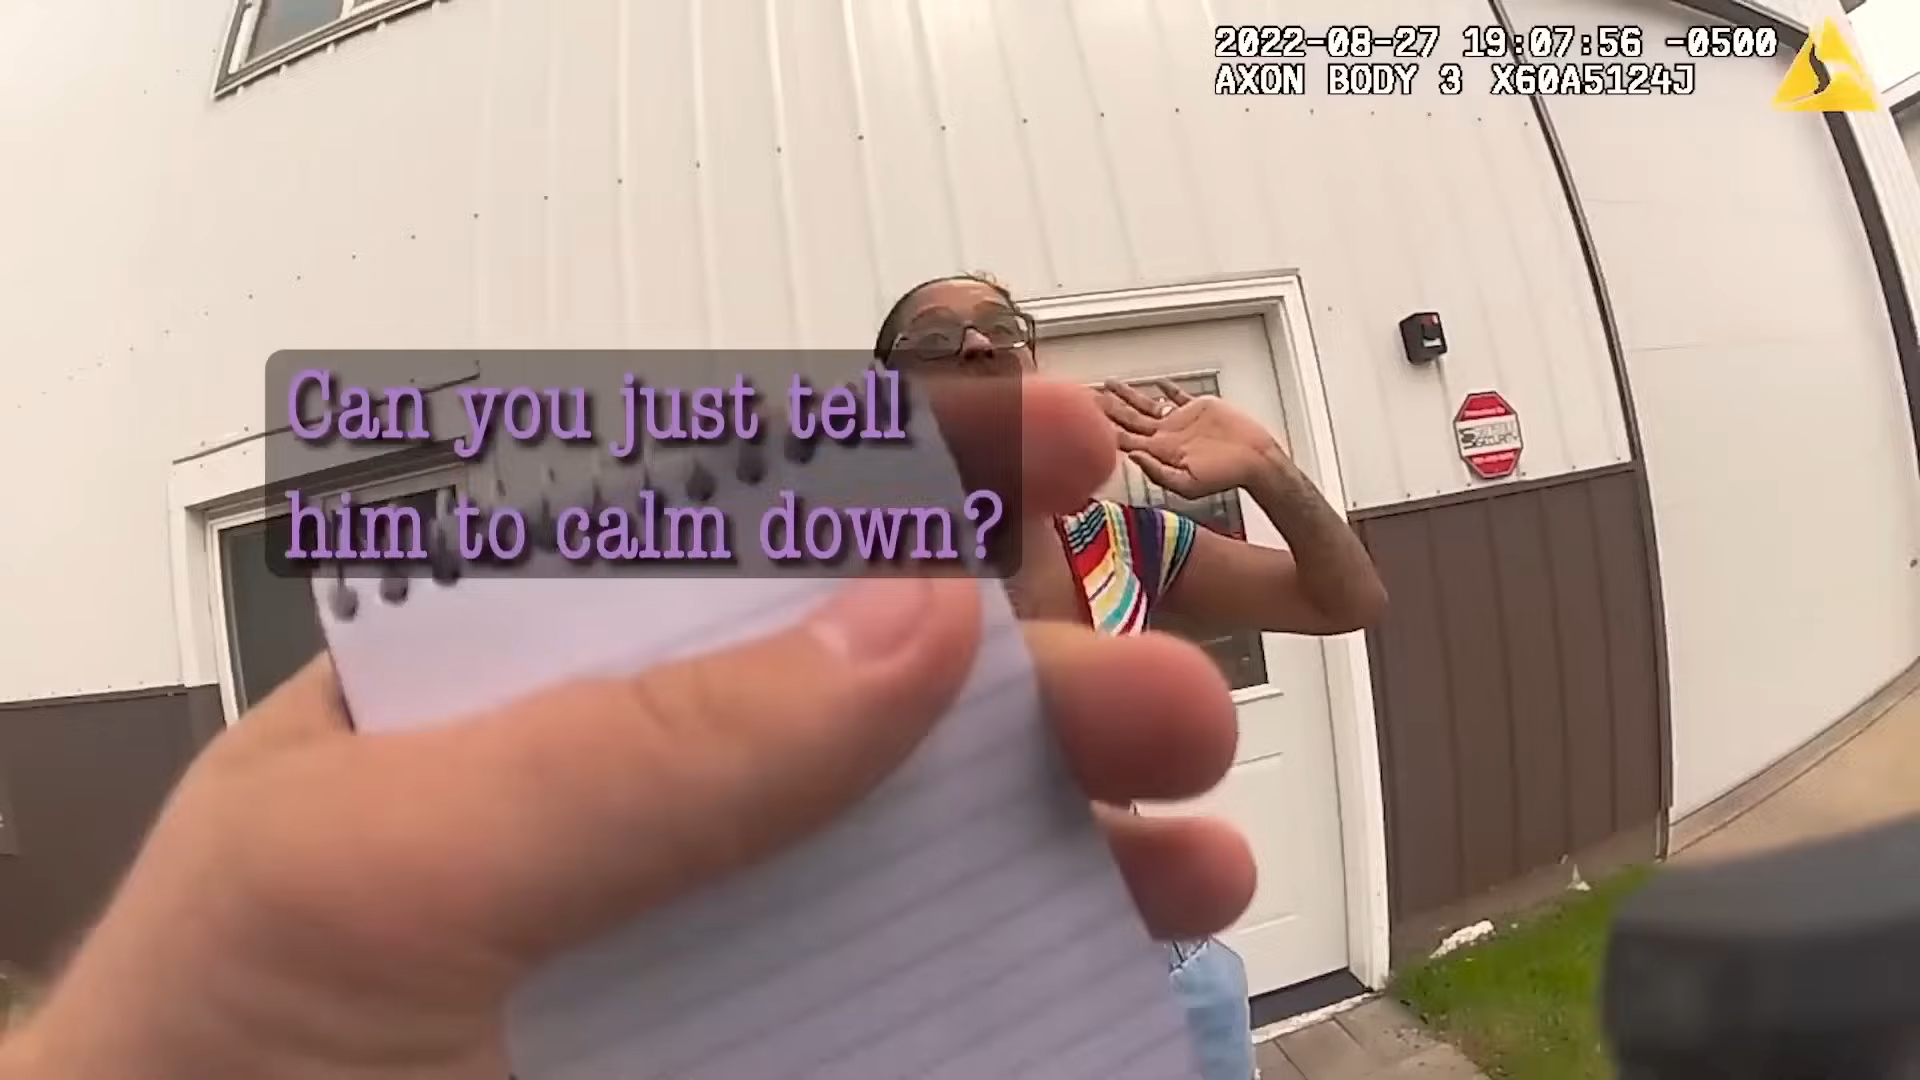 2022-08-27 19:07:56 -0500
AXON BODY 3 X60A5124J
Can you just tell
him to calm down?
SECURITY